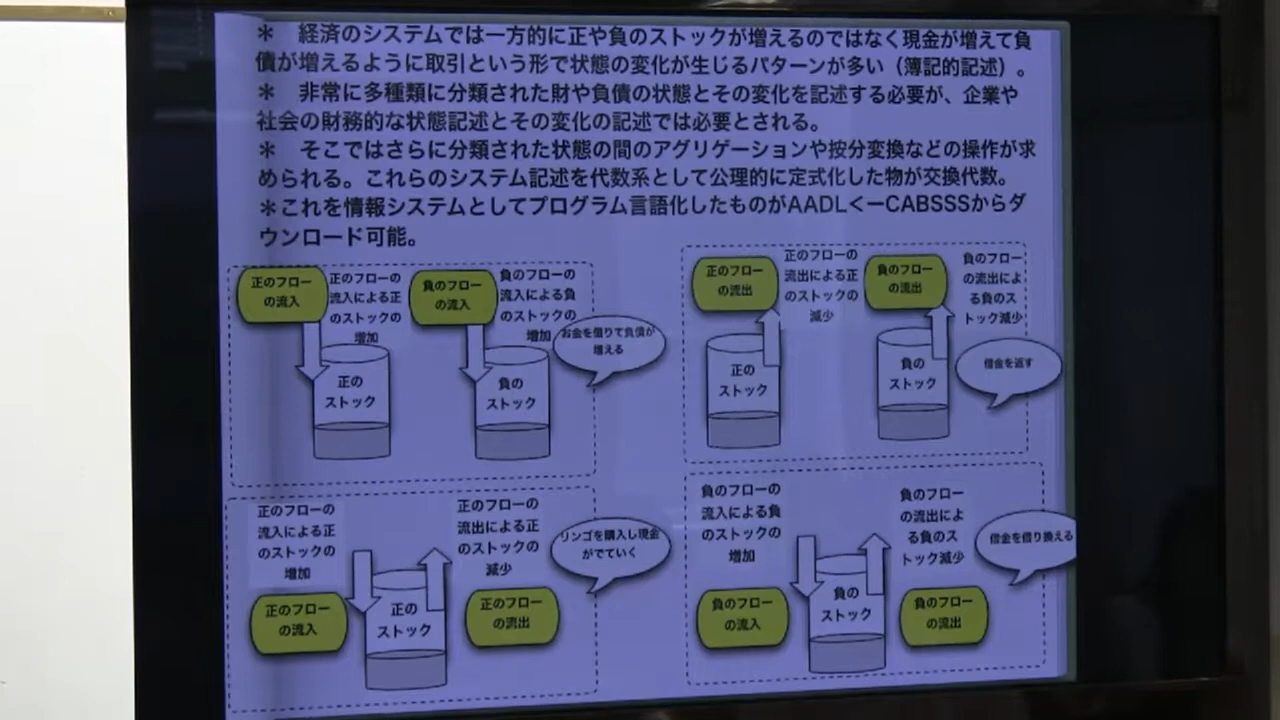 ＊　経済のシステムでは一方的に正や負のストックが増えるのではなく現金が増えて負
債が増えるように取引という形で状態の変化が生じるパターンが多い（簿記的記述）。
＊　非常に多種類に分類された財や負債の状態とその変化を記述する必要が、企業や
社会の財務的な状態記述とその変化の記述では必要とされる。
＊　そこではさらに分類された状態の間のアグリゲーションや按分変換などの操作が求
められる。これらのシステム記述を代数系として公理的に定式化した物が交換代数。
＊これを情報システムとしてプログラム言語化したものがAADL<ーCABSSSからダ
ウンロード可能。
正のフロー
の流入
正のフローの
流入による正
のストックの
増加
正の
ストック
負のフロー
の流入
負のフローの
流入による負
のストックの
増加
負の
ストック
お金を借りて負債が
増える
正のフロー
の流出
正のフローの
流出による正
のストックの
減少
正の
ストック
負のフロー
の流出
負のフロー
の流出によ
る負のス
トック減少
負の
ストック
借金を返す
正のフローの
流入による正
のストックの
増加
正のフロー
の流入
正の
ストック
正のフローの
流出による正
のストックの
減少
正のフロー
の流出
リンゴを購入し現金
がでていく
負のフローの
流入による負
のストックの
増加
負のフロー
の流入
負の
ストック
負のフロー
の流出によ
る負のス
トック減少
負のフロー
の流出
借金を借り換える